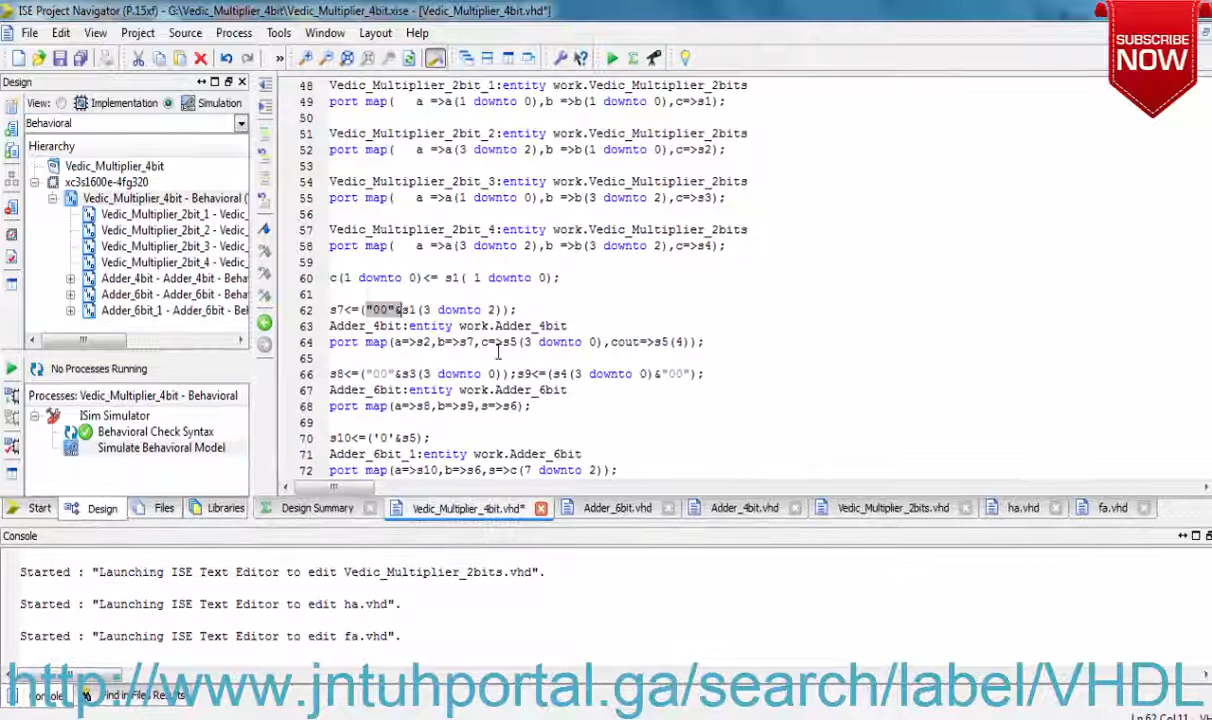 ISE Project Navigator (P.15xf) - G:\Vedic_Multiplier_4bit\Vedic_Multiplier_4bit.xise - [Vedic_Multiplier_4bit.vhd*]
File Edit View Project Source Process Tools Window Layout Help
SUBSCRIBE
NOW
Design
View: Implementation Simulation
Behavioral
Hierarchy
Vedic_Multiplier_4bit
xc3s1600e-4fg320
Vedic_Multiplier_4bit - Behavioral (
Vedic_Multiplier_2bit_1 - Vedic_
Vedic_Multiplier_2bit_2 - Vedic_
Vedic_Multiplier_2bit_3 - Vedic_
Vedic_Multiplier_2bit_4 - Vedic_
Adder_4bit - Adder_4bit - Beha
Adder_6bit - Adder_6bit - Beha
Adder_6bit_1 - Adder_6bit - Bel
No Processes Running
Processes: Vedic_Multiplier_4bit - Behavioral
ISim Simulator
Behavioral Check Syntax
Simulate Behavioral Model
48 Vedic_Multiplier_2bit_1:entity work.Vedic_Multiplier_2bits
49 port map( a =>a(1 downto 0),b =>b(1 downto 0),c=>s1);
50
51 Vedic_Multiplier_2bit_2:entity work.Vedic_Multiplier_2bits
52 port map( a =>a(3 downto 2),b =>b(1 downto 0),c=>s2);
53
54 Vedic_Multiplier_2bit_3:entity work.Vedic_Multiplier_2bits
55 port map( a =>a(1 downto 0),b =>b(3 downto 2),c=>s3);
56
57 Vedic_Multiplier_2bit_4:entity work.Vedic_Multiplier_2bits
58 port map( a =>a(3 downto 2),b =>b(3 downto 2),c=>s4);
59
60 c(1 downto 0)<= s1( 1 downto 0);
61
62 s7<=("00"&s1(3 downto 2));
63 Adder_4bit:entity work.Adder_4bit
64 port map(a=>s2,b=>s7,c=>s5(3 downto 0),cout=>s5(4));
65
66 s8<=("00"&s3(3 downto 0));s9<=(s4(3 downto 0)&"00");
67 Adder_6bit:entity work.Adder_6bit
68 port map(a=>s8,b=>s9,s=>s6);
69
70 s10<=('0'&s5);
71 Adder_6bit_1:entity work.Adder_6bit
72 port map(a=>s10,b=>s6,s=>c(7 downto 2));
Start Design Files Libraries
Design Summary Vedic_Multiplier_4bit.vhd* Adder_6bit.vhd Adder_4bit.vhd Vedic_Multiplier_2bits.vhd ha.vhd fa.vhd
Console
Started : "Launching ISE Text Editor to edit Vedic_Multiplier_2bits.vhd".
Started : "Launching ISE Text Editor to edit ha.vhd".
Started : "Launching ISE Text Editor to edit fa.vhd".
http://www.jntuhportal.ga/search/label/VHDL
Console Find in Files Results
Ln 62 Col 11